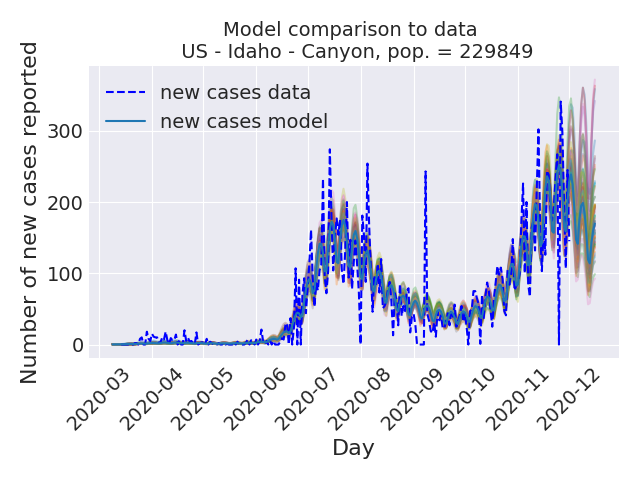 Model comparison to data
US - Idaho - Canyon, pop. = 229849
new cases data
new cases model
Number of new cases reported
300
200
100
0
2020-03
2020-04
2020-05
2020-06
2020-07
2020-08
2020-09
2020-10
2020-11
2020-12
Day